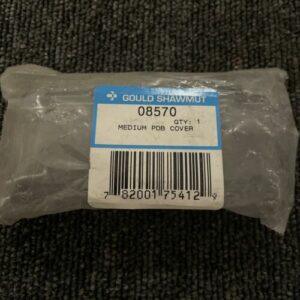 GOULD SHAWMUT
08570
QTY: 1
MEDIUM PDB COVER
7 82001 75412 9